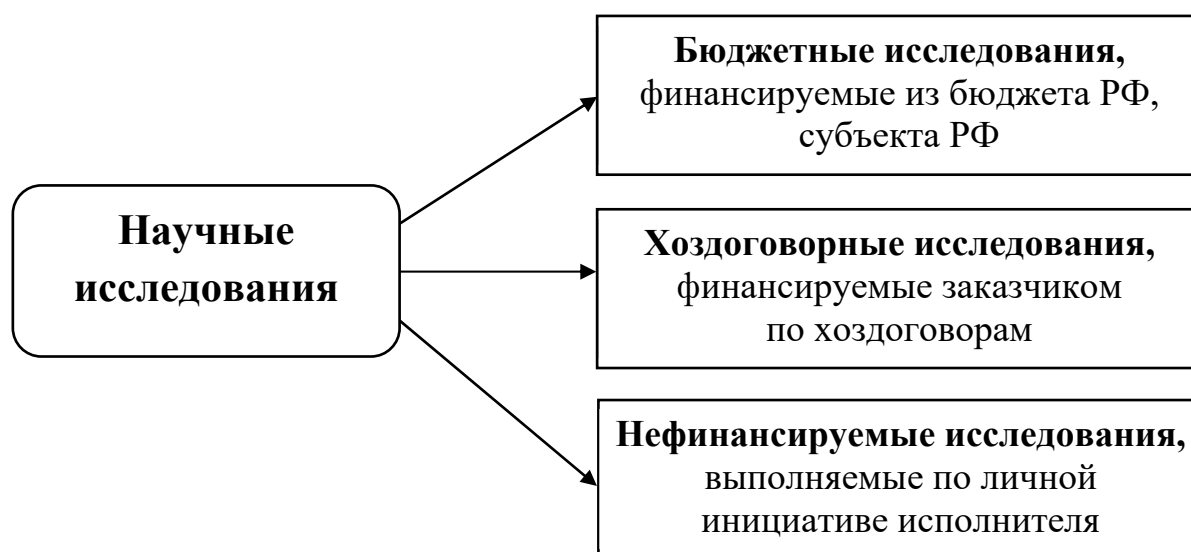 Бюджетные исследования,
финансируемые из бюджета РФ,
субъекта РФ
Научные
исследования
Хоздоговорные исследования,
финансируемые заказчиком
по хоздоговорам
Нефинансируемые исследования,
выполняемые по личной
инициативе исполнителя